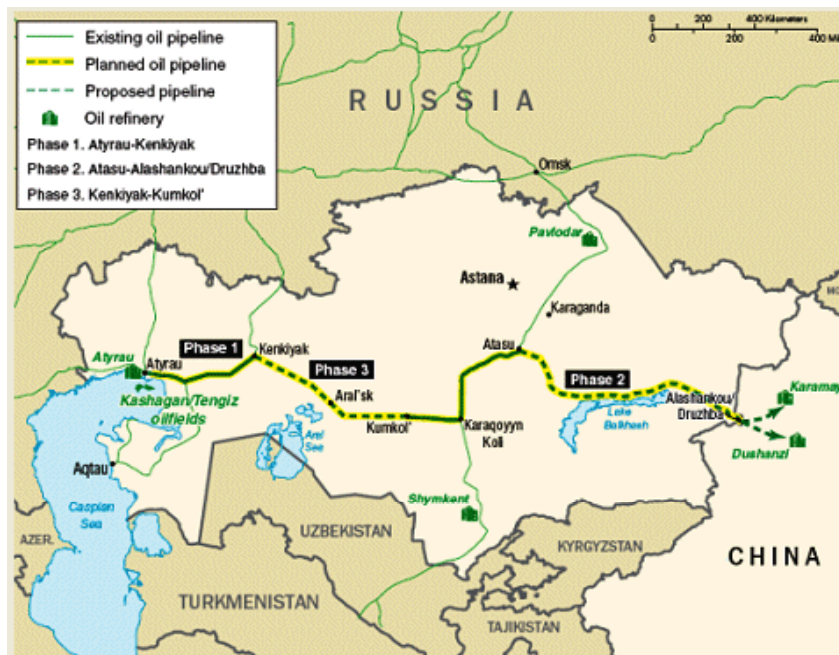 Existing oil pipeline
Planned oil pipeline
Proposed pipeline
Oil refinery
Phase 1. Atyrau-Kenkiyak
Phase 2. Atasu-Alashankou/Druzhba
Phase 3. Kenkiyak-Kumkol'
0 200 400 Kilometers
0 200
RUSSIA
Omsk
Pavlodar
Astana
Karaganda
Atasu
Phase 1
Kenkiyak
Atyrau
Atyrau
Phase 3
Phase 2
Kashagan/Tengiz
oilfields
Aral'sk
Kumkol'
Karaqoyyn
Koli
Alashankou/
Druzhba
Lake
Balkhash
Dushanzi
Aral
Sea
Aqtau
Shymkent
Caspian
Sea
AZER.
UZBEKISTAN
KYRGYZSTAN
CHINA
TURKMENISTAN
TAJIKISTAN